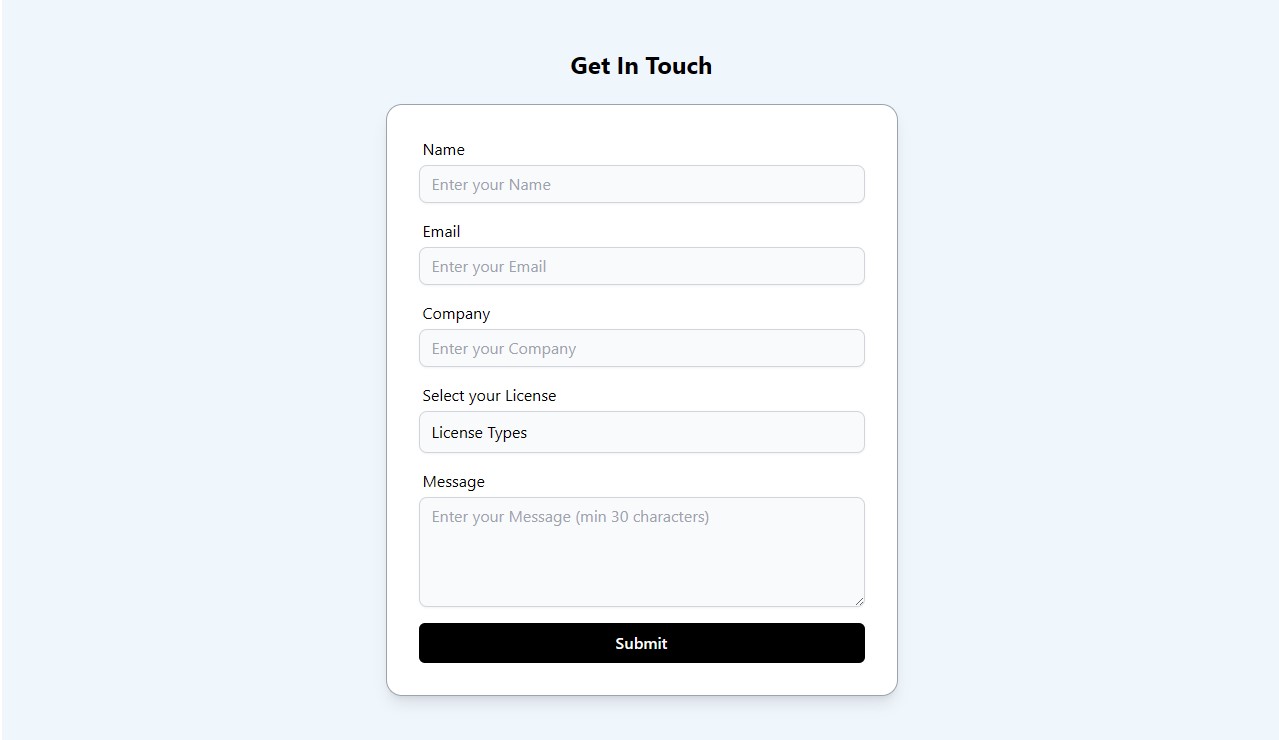 Get In Touch
Name
Enter your Name
Email
Enter your Email
Company
Enter your Company
Select your License
License Types
Message
Enter your Message (min 30 characters)
Submit